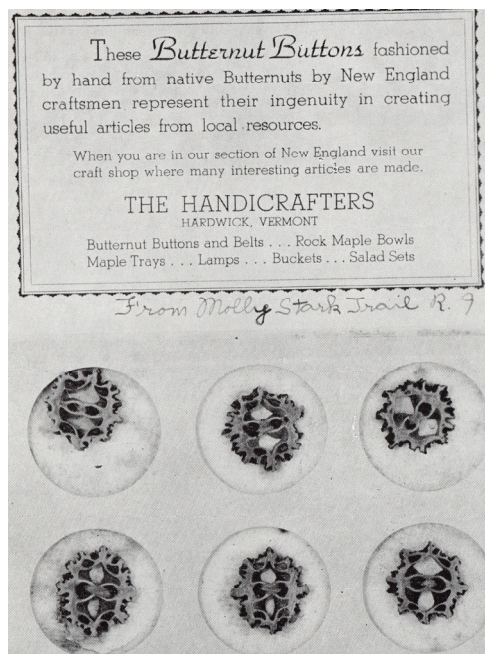 These Butternut Buttons fashioned
by hand from native Butternuts by New England
craftsmen represent their ingenuity in creating
useful articles from local resources.
When you are in our section of New England visit our
craft shop where many interesting articles are made.
THE HANDICRAFTERS
HARDWICK, VERMONT
Butternut Buttons and Belts . . . Rock Maple Bowls
Maple Trays . . . Lamps . . . Buckets . . . Salad Sets
From Molly Stark Trail R. 9